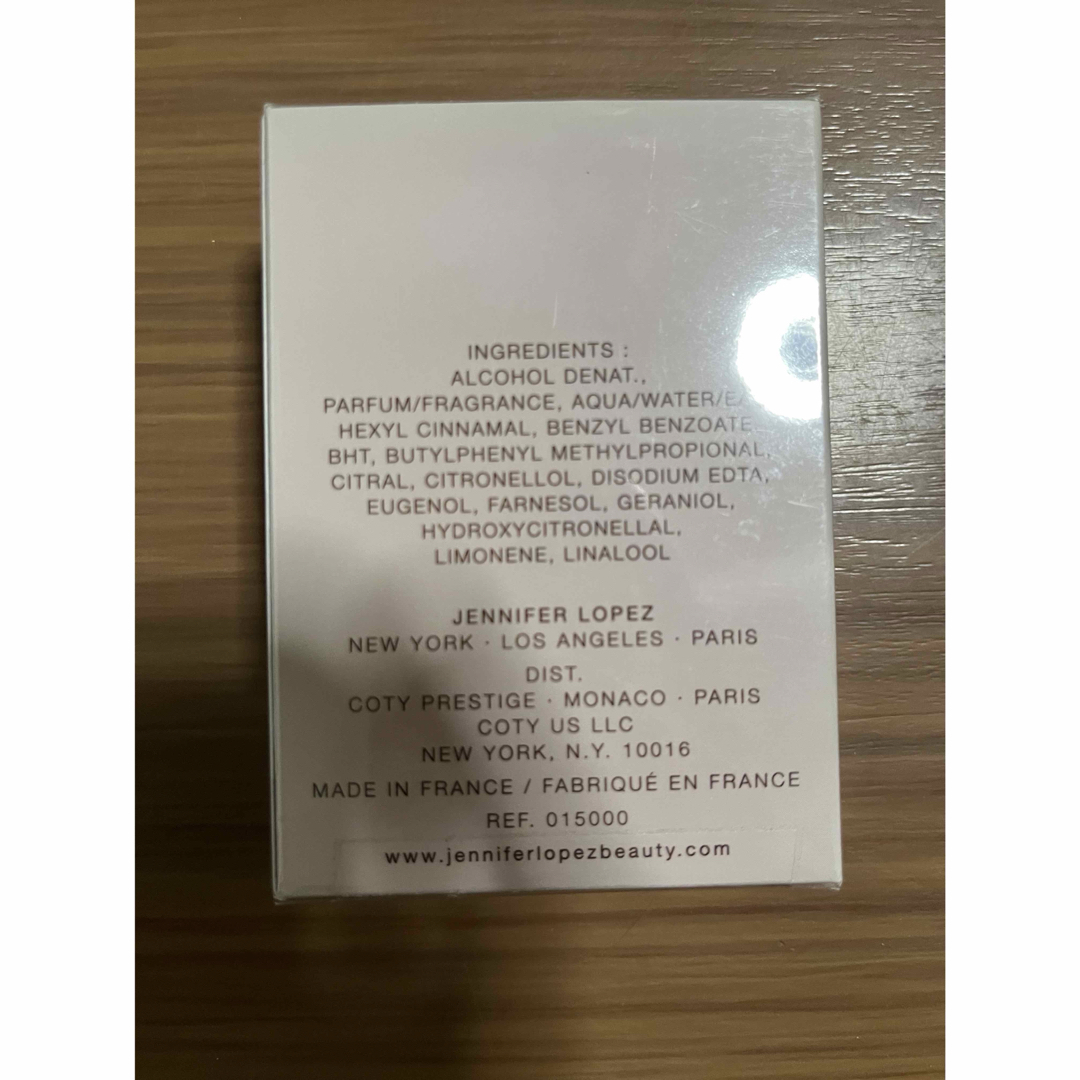 INGREDIENTS :
ALCOHOL DENAT.,
PARFUM/FRAGRANCE, AQUA/WATER/EAU,
HEXYL CINNAMAL, BENZYL BENZOATE,
BHT, BUTYLPHENYL METHYLPROPIONAL,
CITRAL, CITRONELLOL, DISODIUM EDTA,
EUGENOL, FARNESOL, GERANIOL,
HYDROXYCITRONELLAL,
LIMONENE, LINALOOL
JENNIFER LOPEZ
NEW YORK · LOS ANGELES · PARIS
DIST.
COTY PRESTIGE · MONACO · PARIS
COTY US LLC
NEW YORK, N.Y. 10016
MADE IN FRANCE / FABRIQUÉ EN FRANCE
REF. 015000
www.jenniferlopezbeauty.com